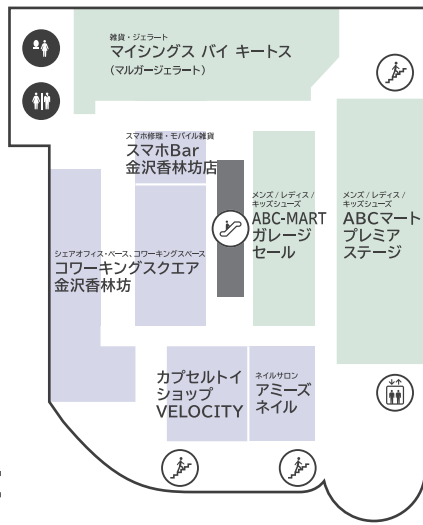 雑貨・ジェラート
マイシングス バイ キートス
（マルガージェラート）
スマホ修理・モバイル雑貨
スマホBar
金沢香林坊店
メンズ / レディス /
キッズシューズ
ABC-MART
ガレージ
セール
メンズ / レディス /
キッズシューズ
ABCマート
プレミア
ステージ
シェアオフィス・ベース、コワーキングスペース
コワーキングスクエア
金沢香林坊
カプセルトイ
ショップ
VELOCITY
ネイルサロン
アミーズ
ネイル